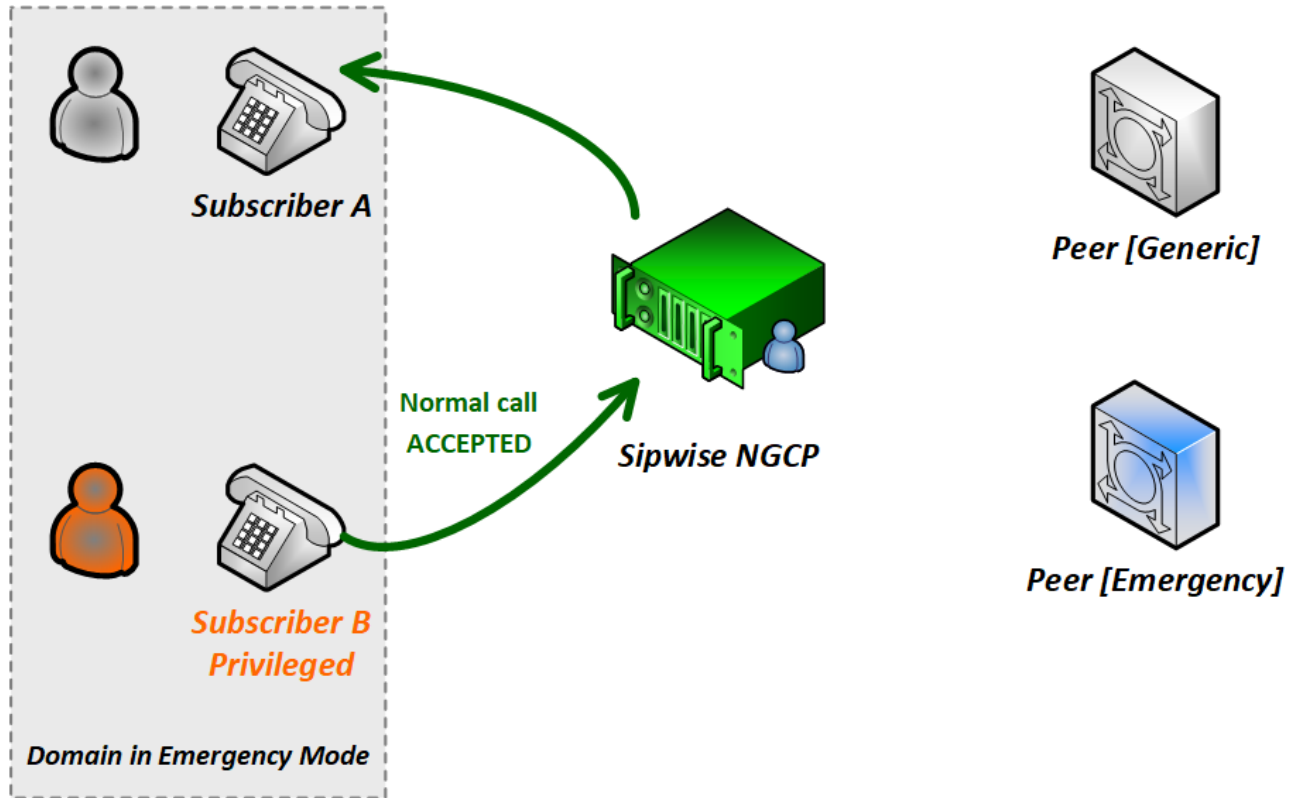 Subscriber A
Peer [Generic]
Normal call
ACCEPTED
Sipwise NGCP
Peer [Emergency]
Subscriber B
Privileged
Domain in Emergency Mode